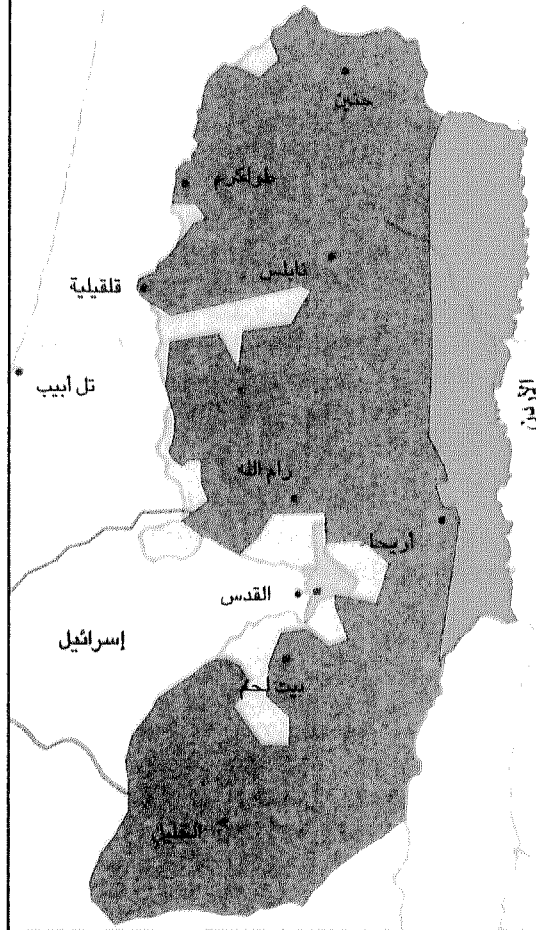 جنين
طولكرم
نابلس
قلقيلية
تل أبيب
الأردن
رام الله
أريحا
القدس
إسرائيل
بيت لحم
الخليل